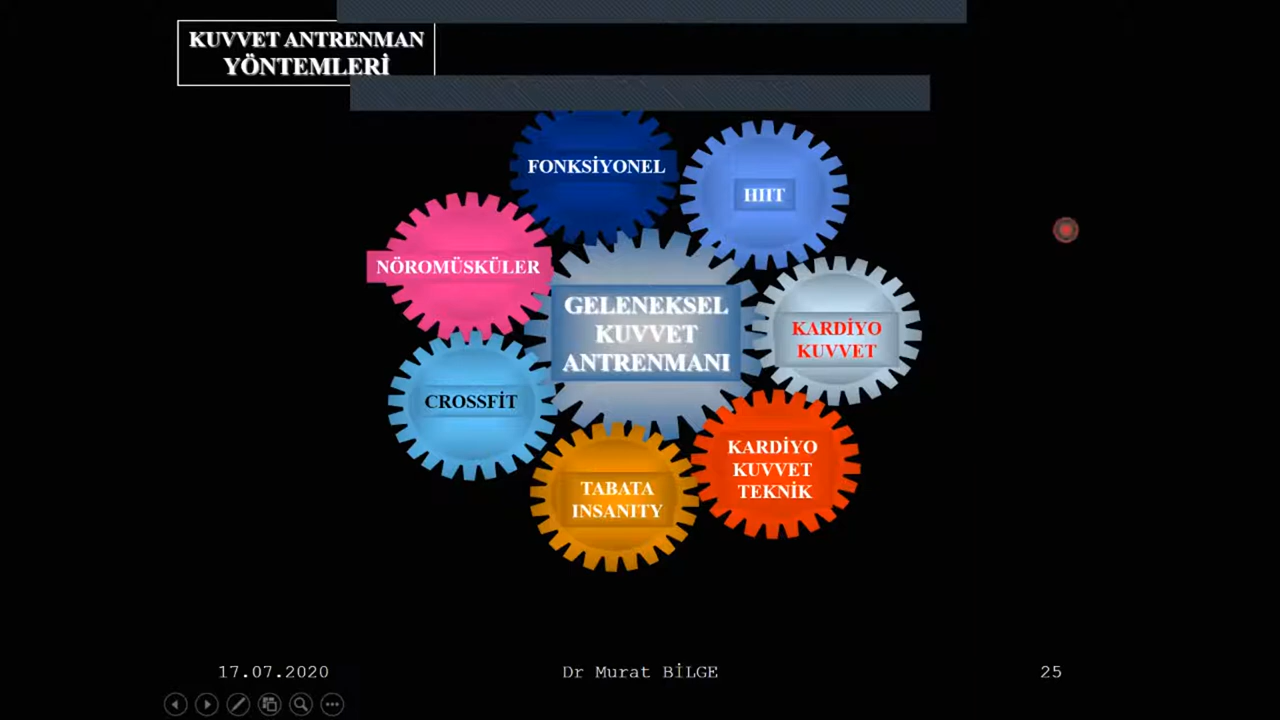 KUVVET ANTRENMAN
YÖNTEMLERİ
FONKSİYONEL
HIIT
NÖROMÜSKÜLER
GELENEKSEL
KUVVET
ANTRENMANI
KARDİYO
KUVVET
CROSSFİT
KARDİYO
KUVVET
TEKNİK
TABATA
INSANITY
17.07.2020
Dr Murat BİLGE
25